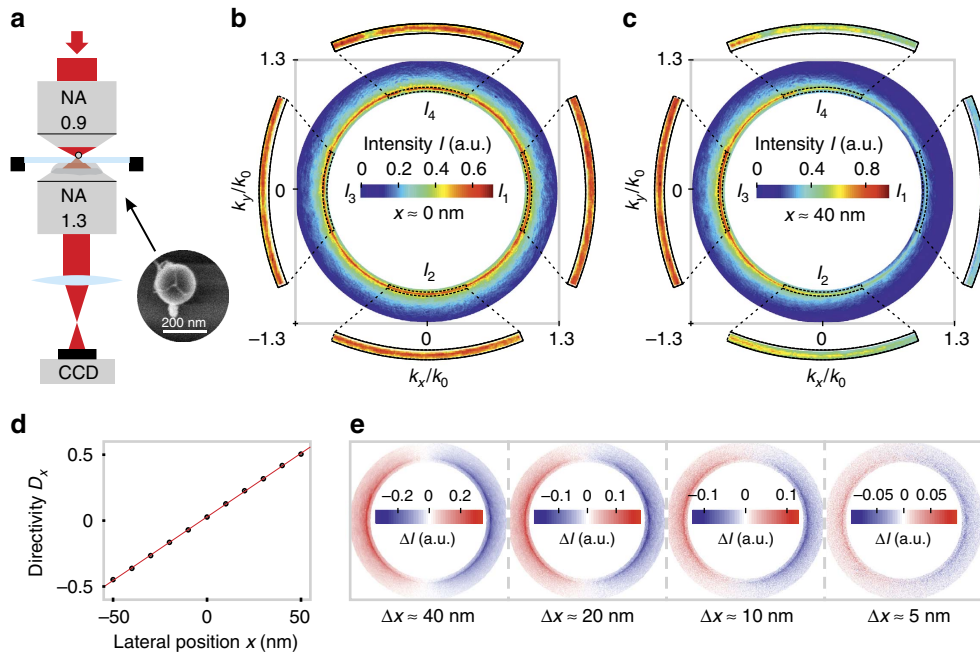 a
NA
0.9
NA
1.3
200 nm
CCD
b
1.3
0
−1.3
0
1.3
k_y/k_0
k_x/k_0
I_4
Intensity I (a.u.)
0 0.2 0.4 0.6
I_3
I_1
x ≈ 0 nm
I_2
c
1.3
0
−1.3
0
1.3
k_y/k_0
k_x/k_0
I_4
Intensity I (a.u.)
0 0.4 0.8
I_3
I_1
x ≈ 40 nm
I_2
d
Directivity D_x
0.5
0
−0.5
−50 0 50
Lateral position x (nm)
e
−0.2 0 0.2
ΔI (a.u.)
Δx ≈ 40 nm
−0.1 0 0.1
ΔI (a.u.)
Δx ≈ 20 nm
−0.1 0 0.1
ΔI (a.u.)
Δx ≈ 10 nm
−0.05 0 0.05
ΔI (a.u.)
Δx ≈ 5 nm